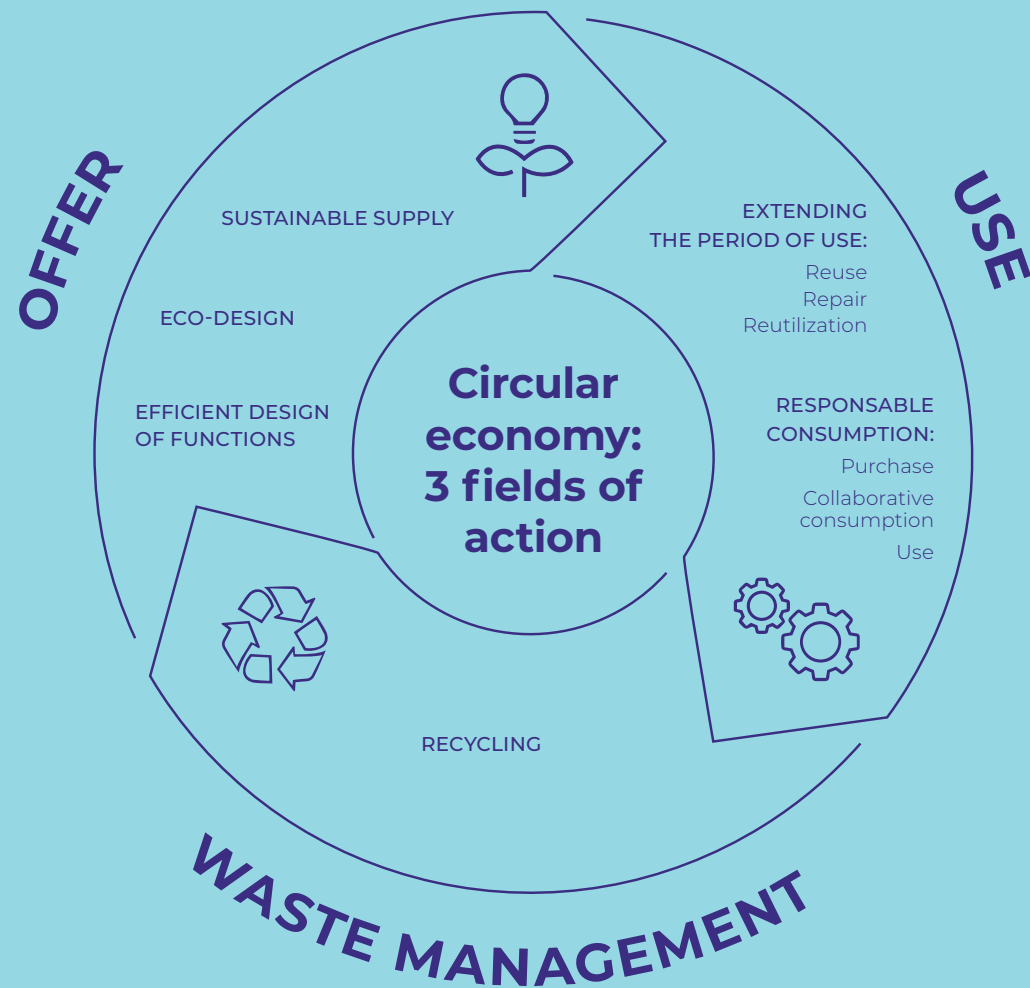 OFFER
SUSTAINABLE SUPPLY
ECO-DESIGN
EFFICIENT DESIGN
OF FUNCTIONS
USE
EXTENDING
THE PERIOD OF USE:
Reuse
Repair
Reutilization
RESPONSABLE
CONSUMPTION:
Purchase
Collaborative
consumption
Use
Circular
economy:
3 fields of
action
RECYCLING
WASTE MANAGEMENT